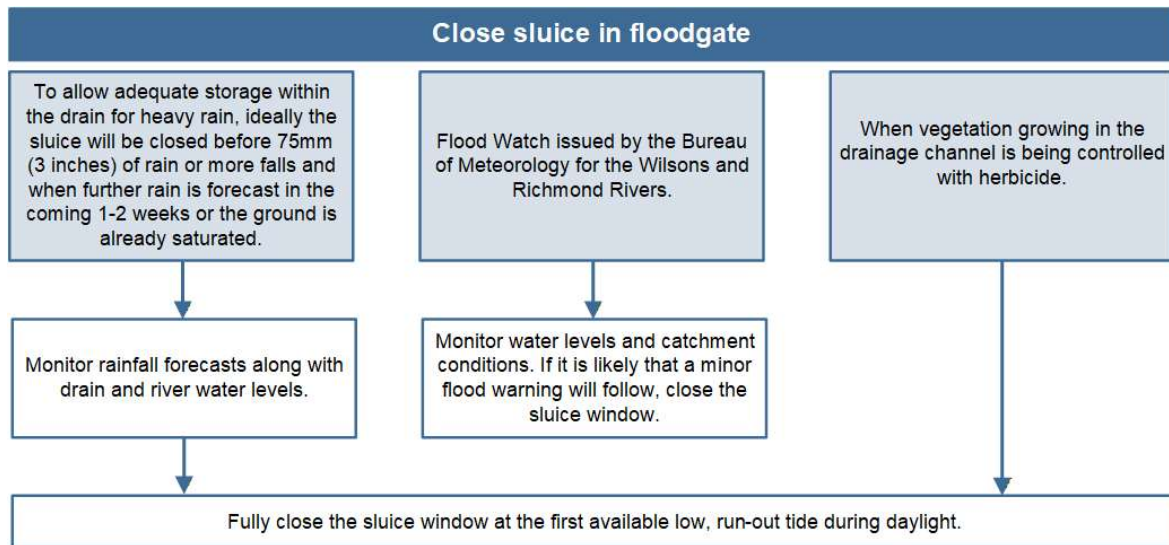 Close sluice in floodgate
To allow adequate storage within
the drain for heavy rain, ideally the
sluice will be closed before 75mm
(3 inches) of rain or more falls and
when further rain is forecast in the
coming 1-2 weeks or the ground is
already saturated.
Flood Watch issued by the Bureau
of Meteorology for the Wilsons and
Richmond Rivers.
When vegetation growing in the
drainage channel is being controlled
with herbicide.
Monitor rainfall forecasts along with
drain and river water levels.
Monitor water levels and catchment
conditions. If it is likely that a minor
flood warning will follow, close the
sluice window.
Fully close the sluice window at the first available low, run-out tide during daylight.